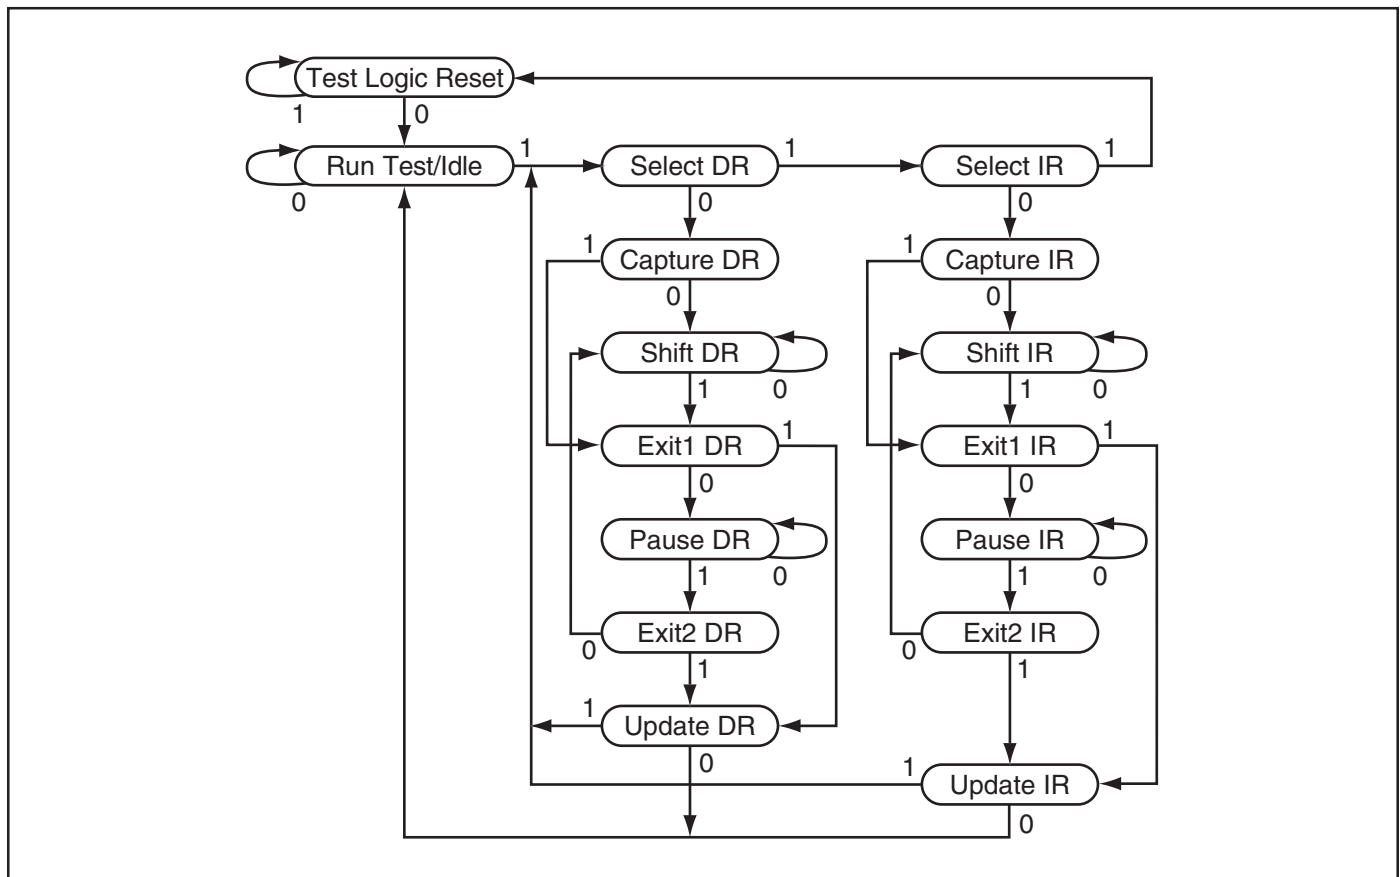 Test Logic Reset
1
0
Run Test/Idle
1
0
Select DR
1
Select IR
1
0
0
1
Capture DR
1
Capture IR
0
0
Shift DR
Shift IR
1
0
1
0
Exit1 DR
1
Exit1 IR
1
0
0
Pause DR
Pause IR
1
0
1
0
Exit2 DR
Exit2 IR
0
1
0
1
1
Update DR
0
1
Update IR
0